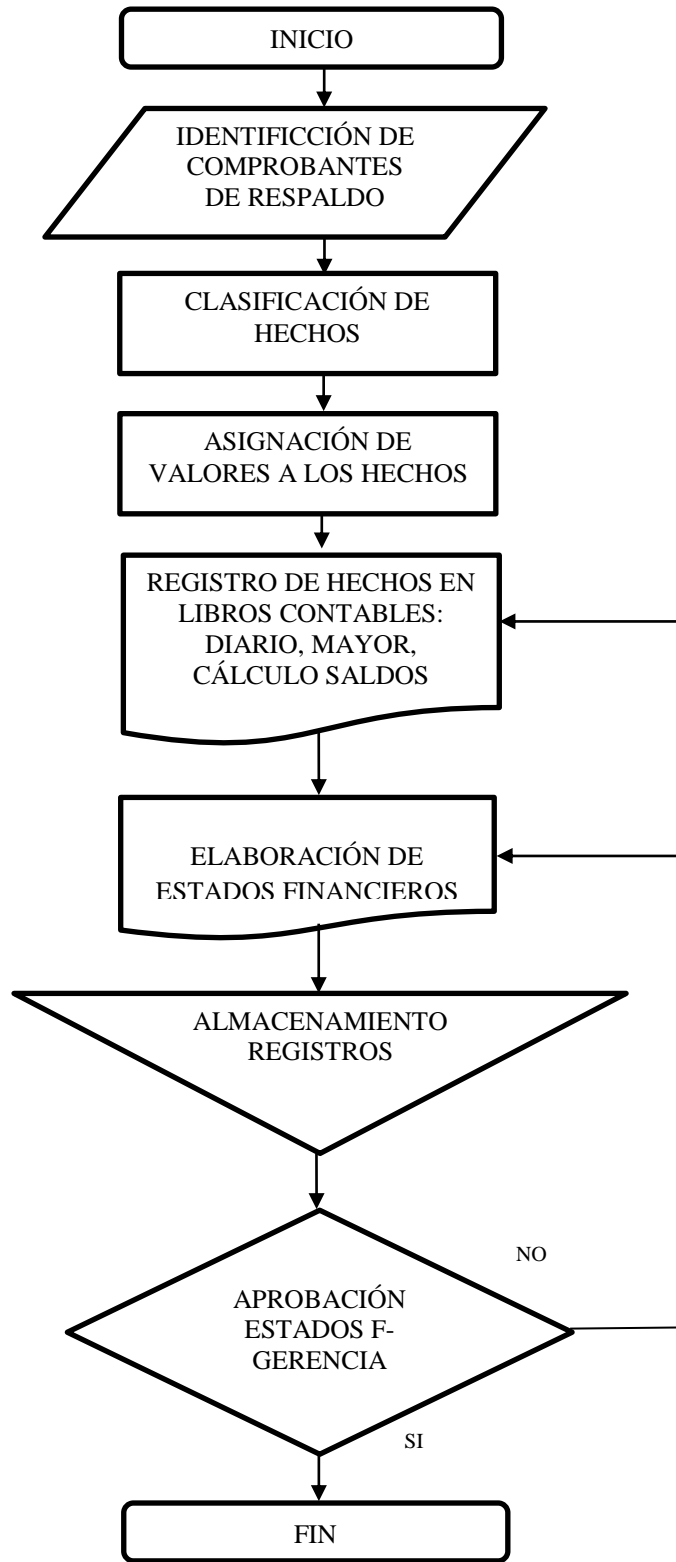 INICIO
IDENTIFICCIÓN DE
COMPROBANTES
DE RESPALDO
CLASIFICACIÓN DE
HECHOS
ASIGNACIÓN DE
VALORES A LOS HECHOS
REGISTRO DE HECHOS EN
LIBROS CONTABLES:
DIARIO, MAYOR,
CÁLCULO SALDOS
ELABORACIÓN DE
ESTADOS FINANCIEROS
ALMACENAMIENTO
REGISTROS
NO
APROBACIÓN
ESTADOS F-
GERENCIA
SI
FIN